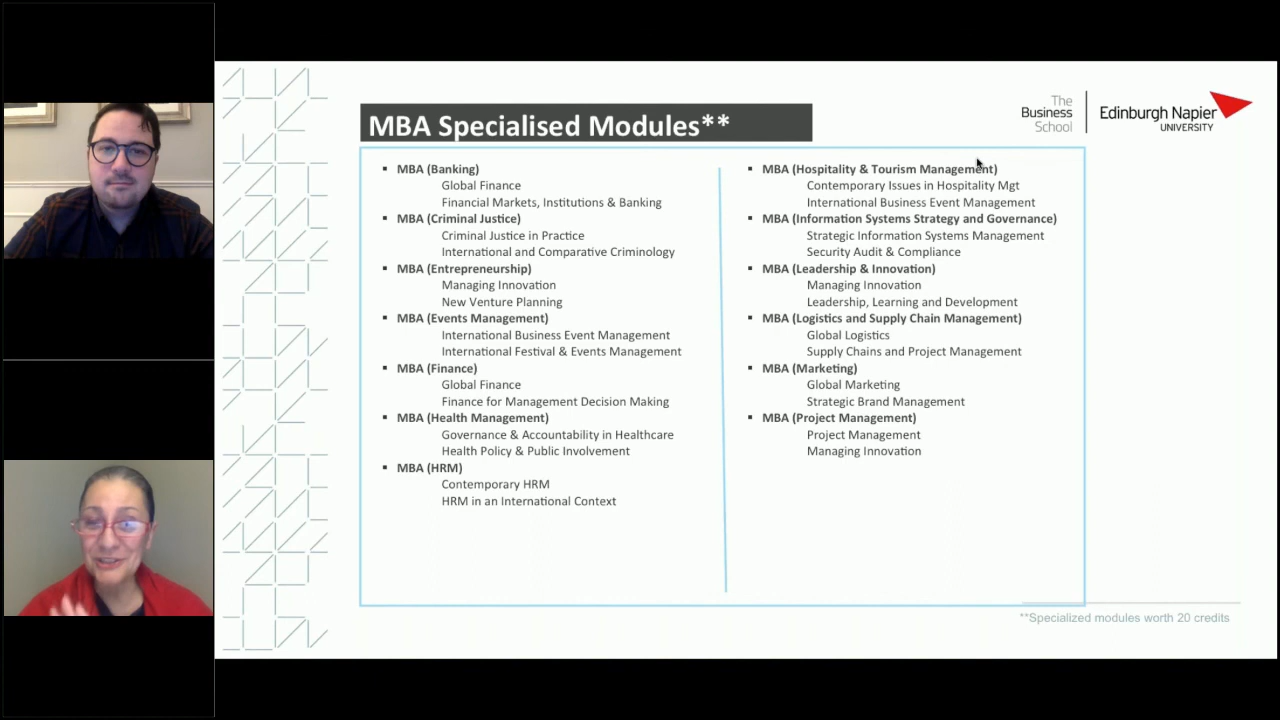 MBA Specialised Modules**
The
Business
School
Edinburgh Napier
UNIVERSITY
▪ MBA (Banking)
Global Finance
Financial Markets, Institutions & Banking
▪ MBA (Criminal Justice)
Criminal Justice in Practice
International and Comparative Criminology
▪ MBA (Entrepreneurship)
Managing Innovation
New Venture Planning
▪ MBA (Events Management)
International Business Event Management
International Festival & Events Management
▪ MBA (Finance)
Global Finance
Finance for Management Decision Making
▪ MBA (Health Management)
Governance & Accountability in Healthcare
Health Policy & Public Involvement
▪ MBA (HRM)
Contemporary HRM
HRM in an International Context
▪ MBA (Hospitality & Tourism Management)
Contemporary Issues in Hospitality Mgt
International Business Event Management
▪ MBA (Information Systems Strategy and Governance)
Strategic Information Systems Management
Security Audit & Compliance
▪ MBA (Leadership & Innovation)
Managing Innovation
Leadership, Learning and Development
▪ MBA (Logistics and Supply Chain Management)
Global Logistics
Supply Chains and Project Management
▪ MBA (Marketing)
Global Marketing
Strategic Brand Management
▪ MBA (Project Management)
Project Management
Managing Innovation
**Specialized modules worth 20 credits